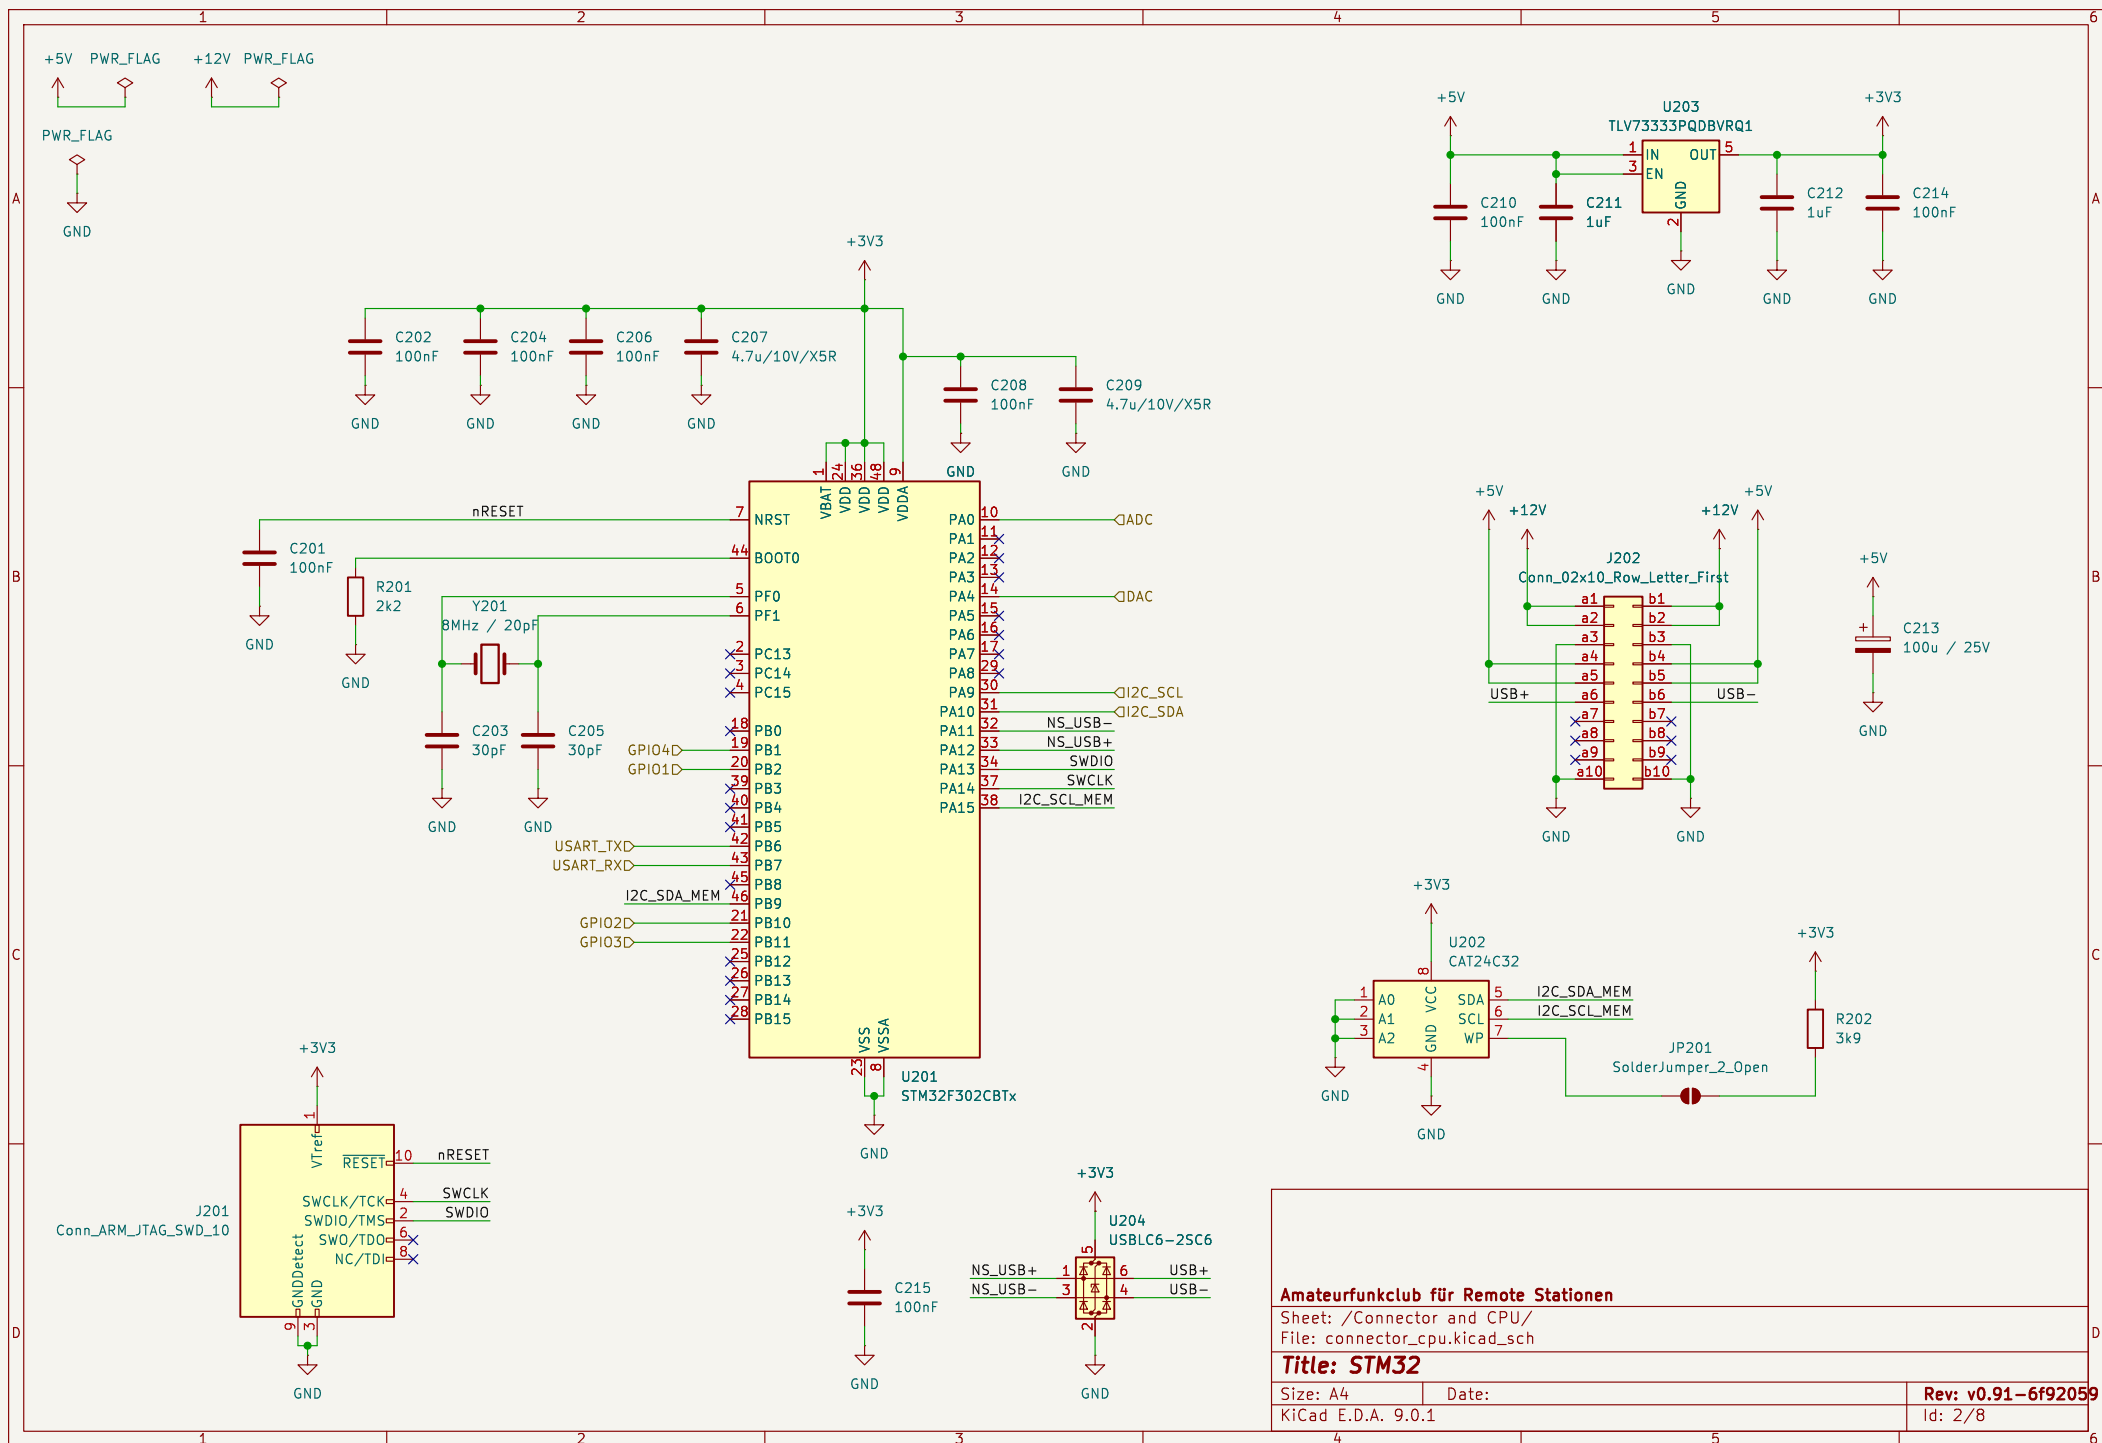 1 2 3 4 5 6
A
B
C
D
A
B
C
D
1 2 3 4 5 6
+5V PWR_FLAG +12V PWR_FLAG
PWR_FLAG
GND
+5V
U203
TLV73333PQDBVRQ1
+3V3
1 IN OUT 5
3 EN
GND
2
C210
100nF
C211
1uF
C212
1uF
C214
100nF
GND GND GND GND GND
+3V3
C202
100nF
C204
100nF
C206
100nF
C207
4.7u/10V/X5R
C208
100nF
C209
4.7u/10V/X5R
GND GND GND GND GND GND
1 24 36 48 9
VBAT VDD VDD VDD VDDA
nRESET 7 NRST
44 BOOT0
5 PF0
6 PF1
2 PC13
3 PC14
4 PC15
18 PB0
GPIO4 19 PB1
GPIO1 20 PB2
39 PB3
40 PB4
41 PB5
USART_TX 42 PB6
USART_RX 43 PB7
45 PB8
I2C_SDA_MEM 46 PB9
GPIO2 21 PB10
GPIO3 22 PB11
25 PB12
26 PB13
27 PB14
28 PB15
PA0 10 ADC
PA1 11
PA2 12
PA3 13
PA4 14 DAC
PA5 15
PA6 16
PA7 17
PA8 29
PA9 30 I2C_SCL
PA10 31 I2C_SDA
PA11 32 NS_USB-
PA12 33 NS_USB+
PA13 34 SWDIO
PA14 37 SWCLK
PA15 38 I2C_SCL_MEM
VSS VSSA
23 8
U201
STM32F302CBTx
GND
C201
100nF
GND
R201
2k2
GND
Y201
8MHz / 20pF
C203
30pF
C205
30pF
GND GND
+5V +12V +12V +5V
J202
Conn_02x10_Row_Letter_First
a1 b1
a2 b2
a3 b3
a4 b4
a5 b5
USB+ a6 b6 USB-
a7 b7
a8 b8
a9 b9
a10 b10
GND GND
+5V
+
C213
100u / 25V
GND
+3V3
U202
CAT24C32
8
VCC
1 A0 SDA 5 I2C_SDA_MEM
2 A1 SCL 6 I2C_SCL_MEM
3 A2 WP 7
GND
4
GND
GND
JP201
SolderJumper_2_Open
+3V3
R202
3k9
+3V3
1
VTref
RESET 10 nRESET
SWCLK/TCK 4 SWCLK
SWDIO/TMS 2 SWDIO
SWO/TDO 6
NC/TDI 8
GNDDetect GND
9 3
J201
Conn_ARM_JTAG_SWD_10
GND
+3V3
C215
100nF
GND
+3V3
U204
USBLC6-2SC6
5
NS_USB+ 1 6 USB+
NS_USB- 3 4 USB-
2
GND
Amateurfunkclub für Remote Stationen
Sheet: /Connector and CPU/
File: connector_cpu.kicad_sch
Title: STM32
Size: A4 Date: Rev: v0.91-6f92059
KiCad E.D.A. 9.0.1 Id: 2/8